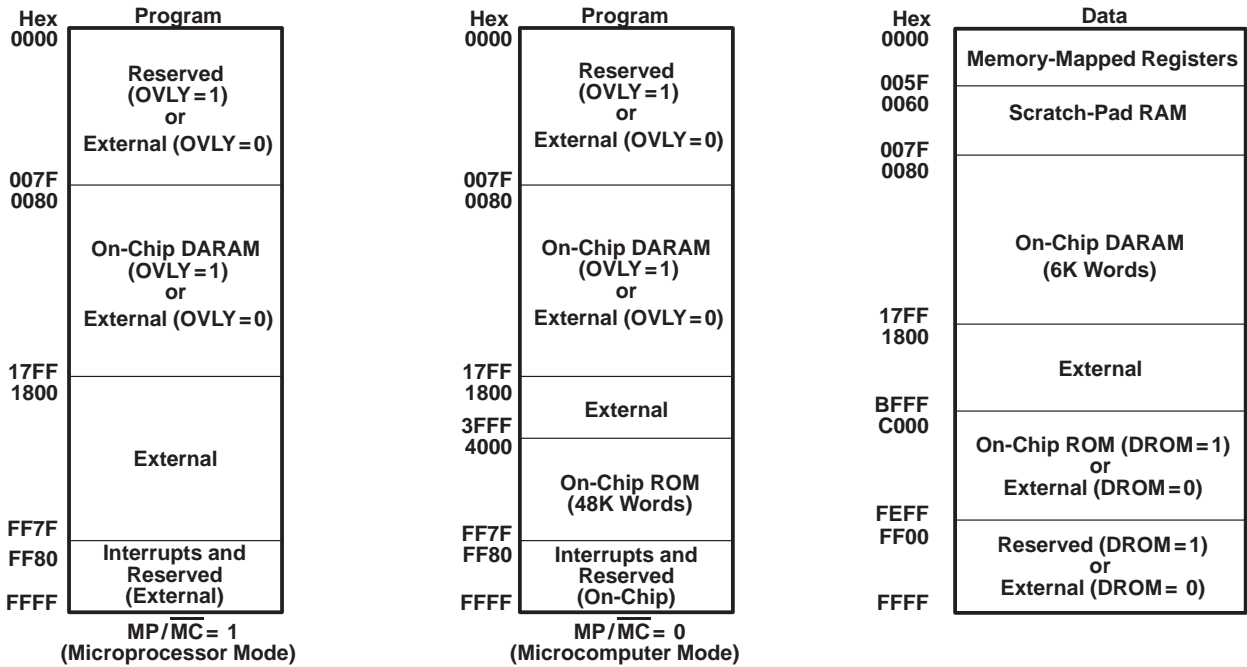 Hex
Program
0000
Reserved
(OVLY = 1)
or
External (OVLY = 0)
007F
0080
On-Chip DARAM
(OVLY = 1)
or
External (OVLY = 0)
17FF
1800
External
FF7F
FF80
Interrupts and
Reserved
(External)
FFFF
MP/MC = 1
(Microprocessor Mode)
Hex
Program
0000
Reserved
(OVLY = 1)
or
External (OVLY = 0)
007F
0080
On-Chip DARAM
(OVLY = 1)
or
External (OVLY = 0)
17FF
1800
External
3FFF
4000
On-Chip ROM
(48K Words)
FF7F
FF80
Interrupts and
Reserved
(On-Chip)
FFFF
MP/MC = 0
(Microcomputer Mode)
Hex
Data
0000
Memory-Mapped Registers
005F
0060
Scratch-Pad RAM
007F
0080
On-Chip DARAM
(6K Words)
17FF
1800
External
BFFF
C000
On-Chip ROM (DROM = 1)
or
External (DROM = 0)
FEFF
FF00
Reserved (DROM = 1)
or
External (DROM = 0)
FFFF